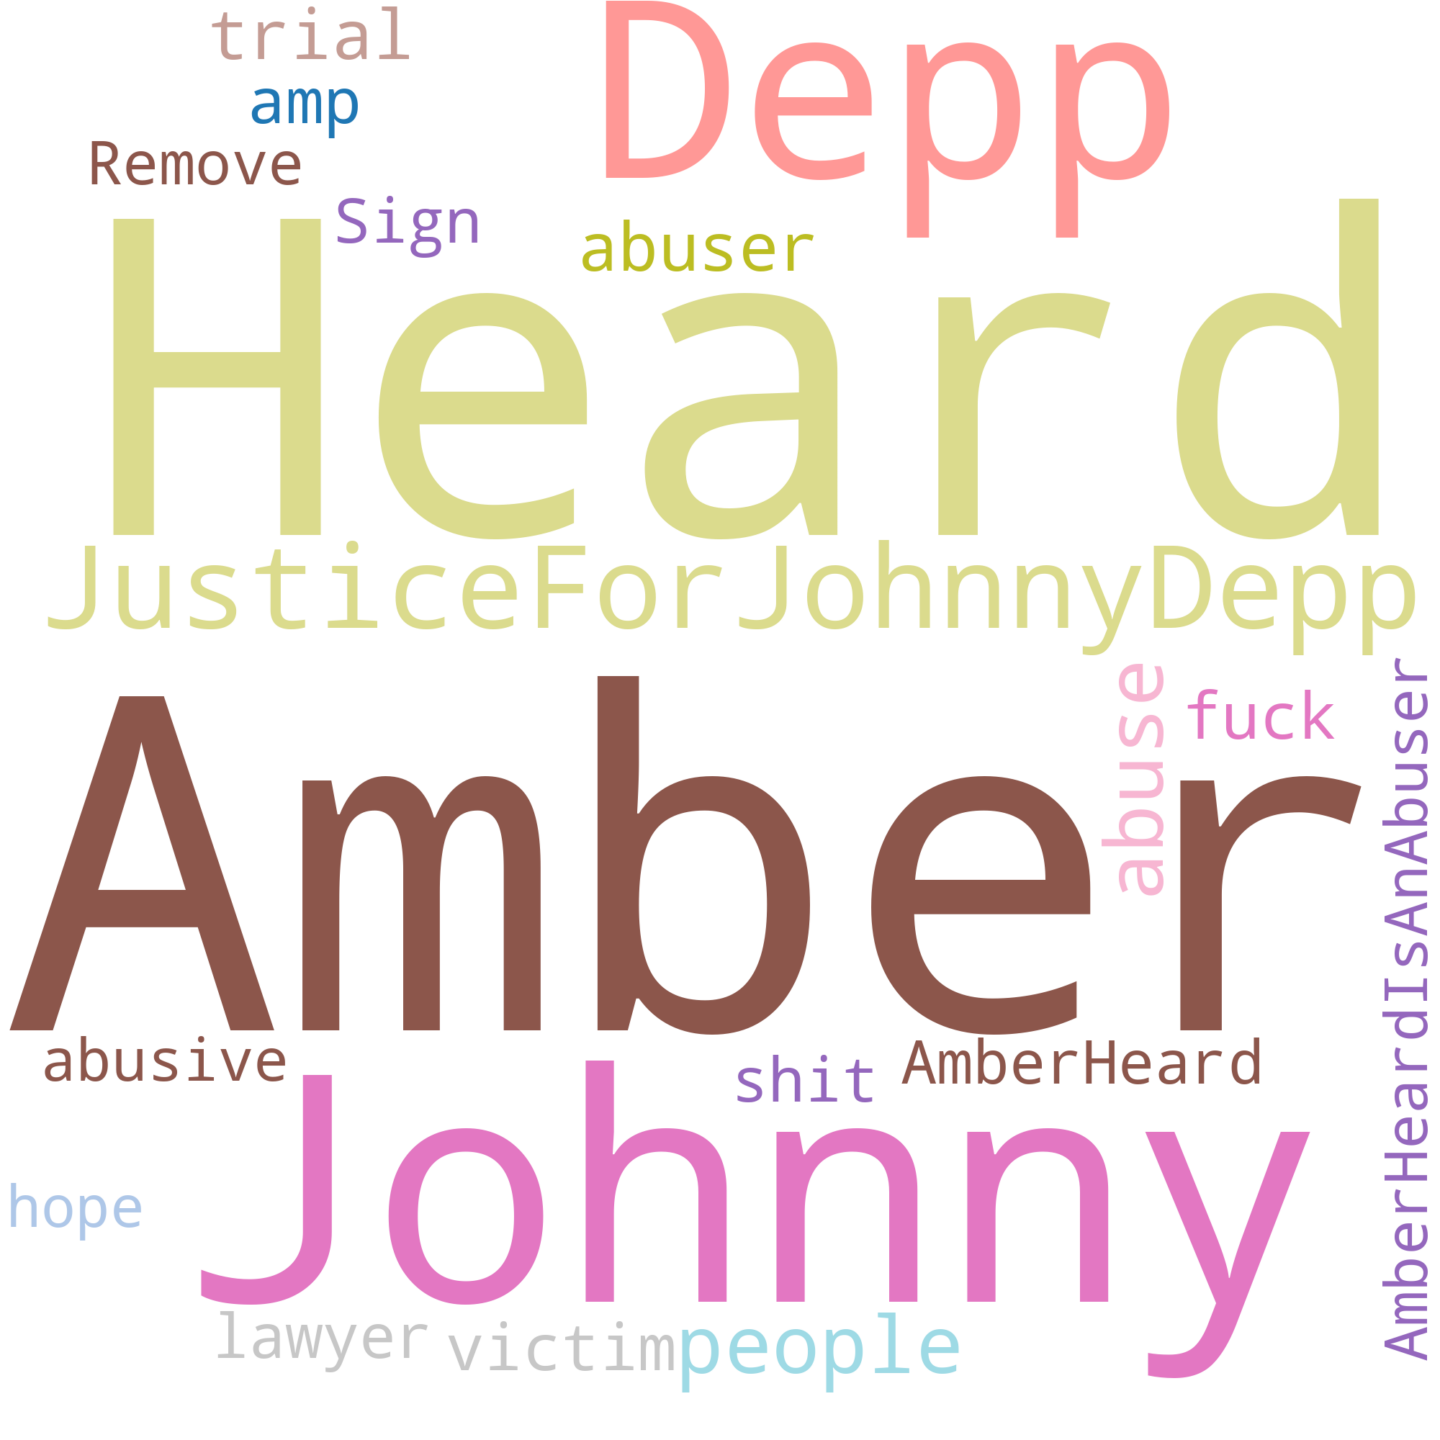 trial
Depp
amp
Remove
Sign
abuser
Heard
JusticeForJohnnyDepp
Amber
abuse
fuck
AmberHeardIsAnAbuser
abusive
shit
AmberHeard
Johnny
hope
lawyer
victim
people